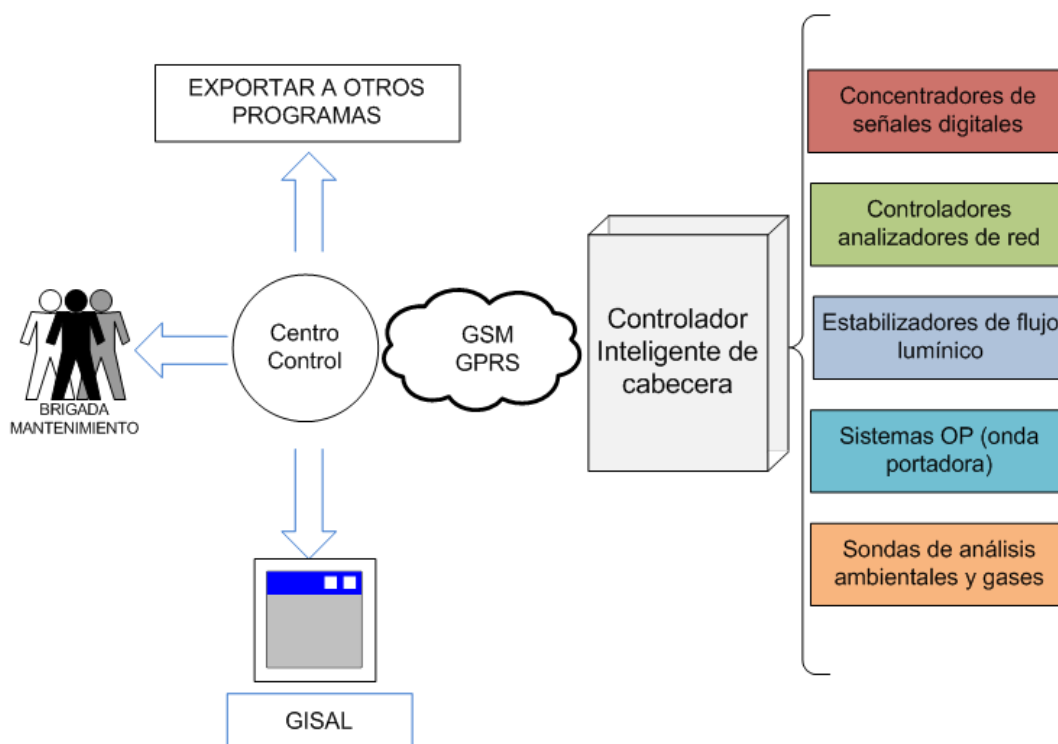 EXPORTAR A OTROS
PROGRAMAS
Concentradores de
señales digitales
Controladores
analizadores de red
Estabilizadores de flujo
lumínico
Sistemas OP (onda
portadora)
Sondas de análisis
ambientales y gases
Controlador
Inteligente de
cabecera
GSM
GPRS
Centro
Control
BRIGADA
MANTENIMIENTO
GISAL